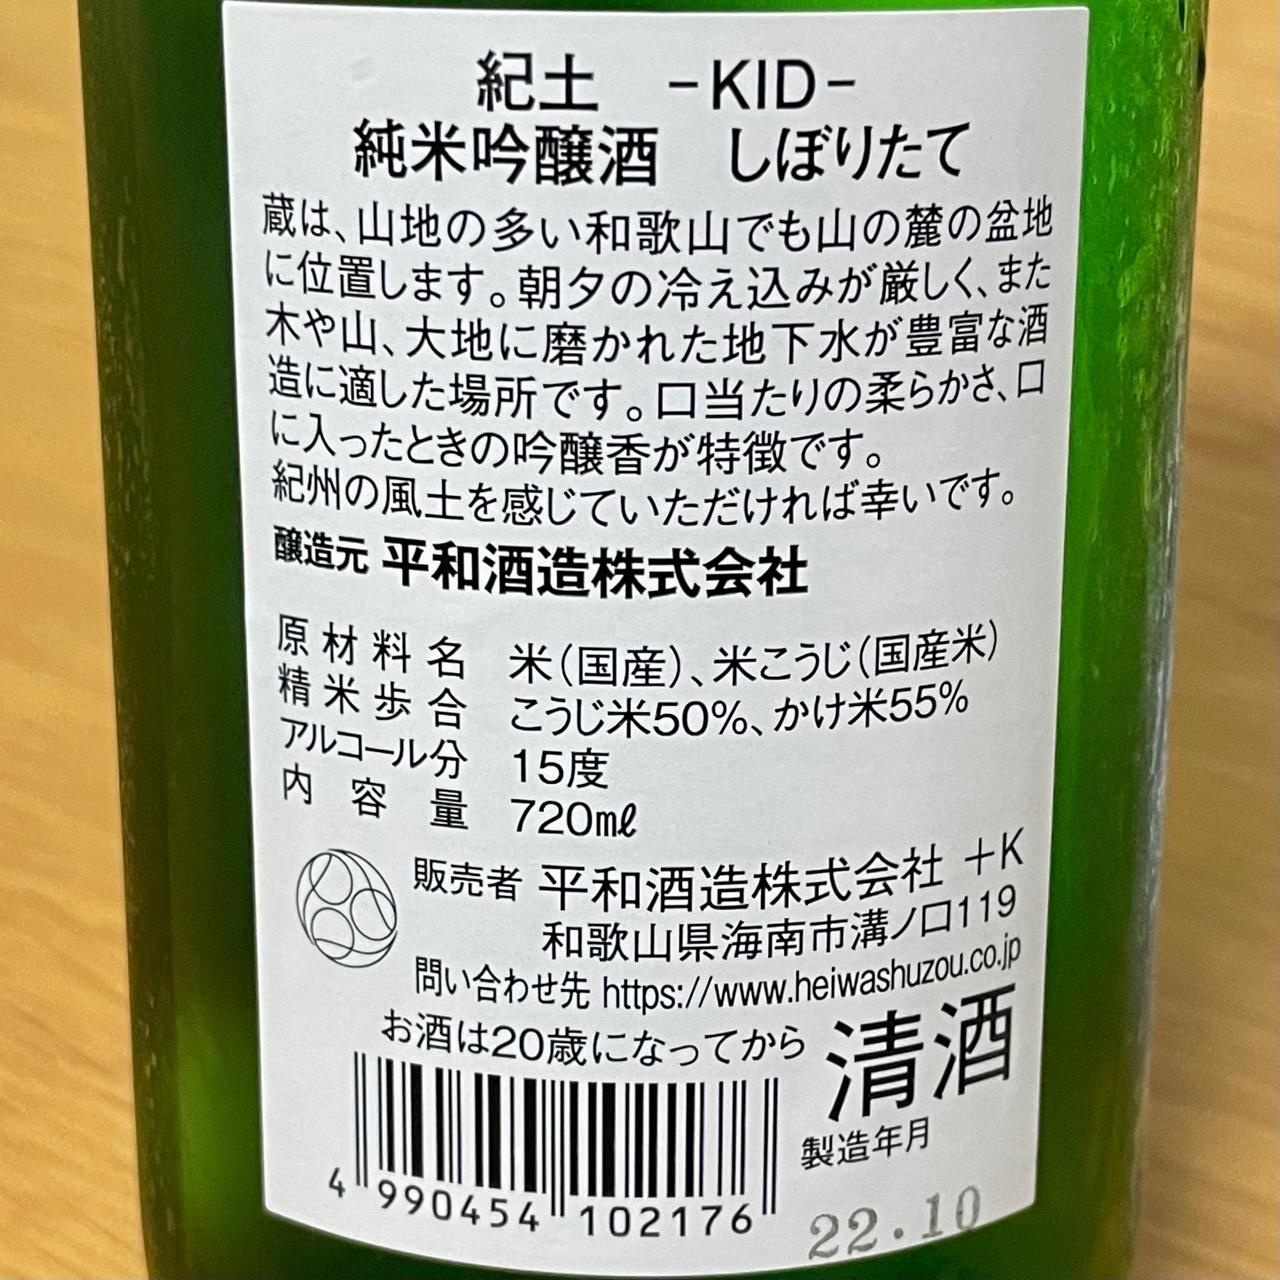 紀土 -KID-
純米吟醸酒 しぼりたて
蔵は、山地の多い和歌山でも山の麓の盆地
に位置します。朝夕の冷え込みが厳しく、また
木や山、大地に磨かれた地下水が豊富な酒
造に適した場所です。口当たりの柔らかさ、口
に入ったときの吟醸香が特徴です。
紀州の風土を感じていただければ幸いです。
醸造元 平和酒造株式会社
原材料名 米(国産)、米こうじ(国産米)
精米歩合 こうじ米50%、かけ米55%
アルコール分 15度
内容量 720㎖
販売者 平和酒造株式会社 +K
和歌山県海南市溝ノ口119
問い合わせ先 https://www.heiwashuzou.co.jp
お酒は20歳になってから
清酒
製造年月
22.10
4 990454 102176